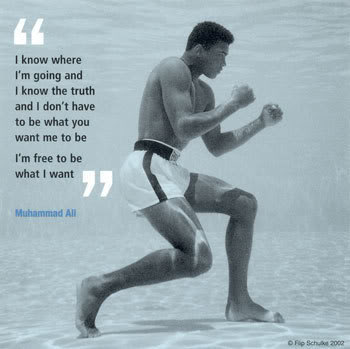 “
I know where
I'm going and
I know the truth
and I don't have
to be what you
want me to be
I'm free to be
what I want
”
Muhammad Ali
© Flip Schulke 2002